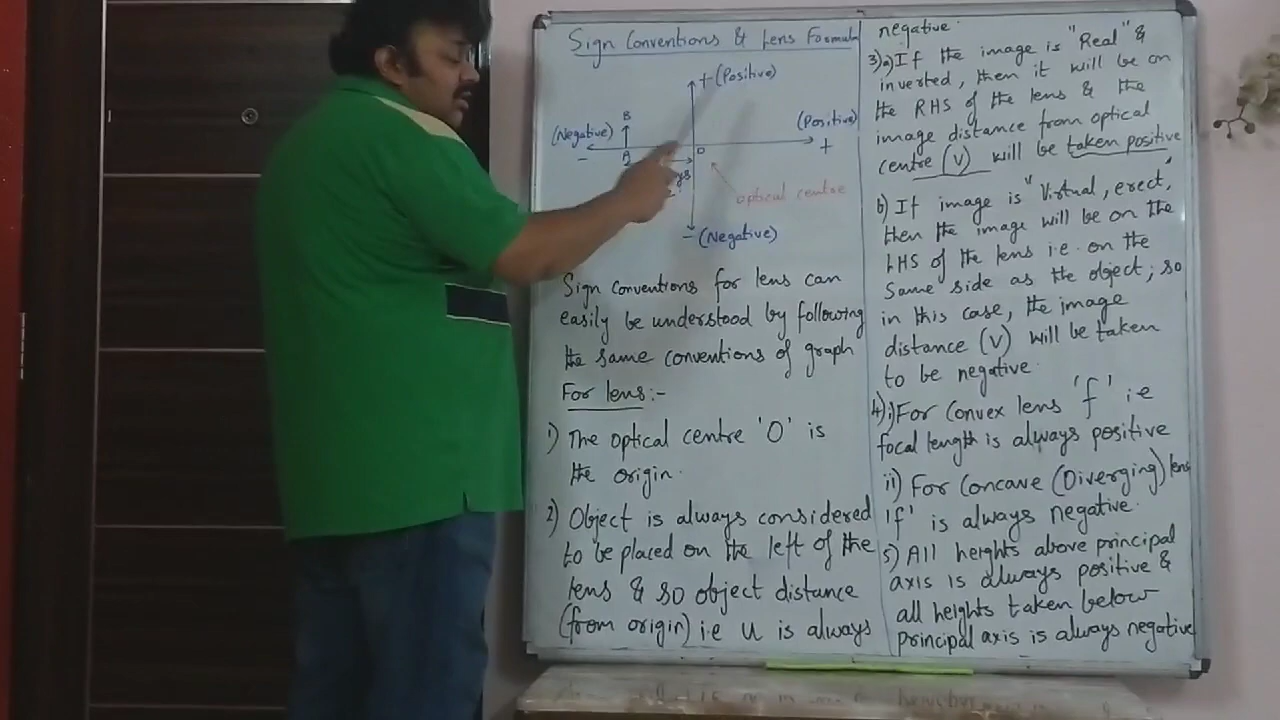 Sign Conventions & Lens Formula
+ (Positive)
B
(Negative)
(Positive)
-
A
O
+
optical centre
- (Negative)
Sign conventions for lens can
easily be understood by following
the same conventions of graph
For lens:-
1) The optical centre 'O' is
the origin.
2) Object is always considered
to be placed on the left of the
lens & so object distance
(from origin) i.e u is always
negative.
3) a) If the image is "Real" &
inverted, then it will be on
the RHS of the lens & the
image distance from optical
centre (v) will be taken positive
b) If image is "Virtual, erect,
then the image will be on the
LHS of the lens i.e. on the
Same side as the object; so
in this case, the image
distance (v) will be taken
to be negative.
4) i) For Convex lens 'f' i.e
focal length is always positive
ii) For Concave (Diverging) lens
'f' is always negative.
5) All heights above principal
axis is always positive &
all heights taken below
principal axis is always negative